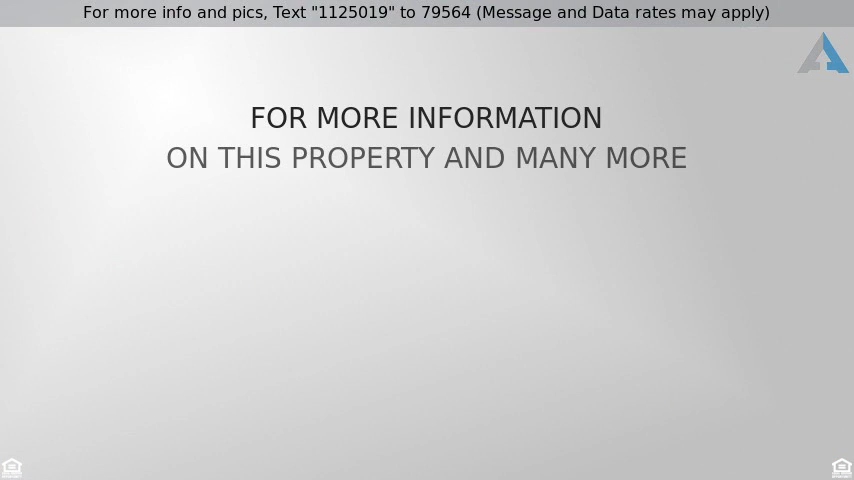 For more info and pics, Text "1125019" to 79564 (Message and Data rates may apply)
FOR MORE INFORMATION
ON THIS PROPERTY AND MANY MORE